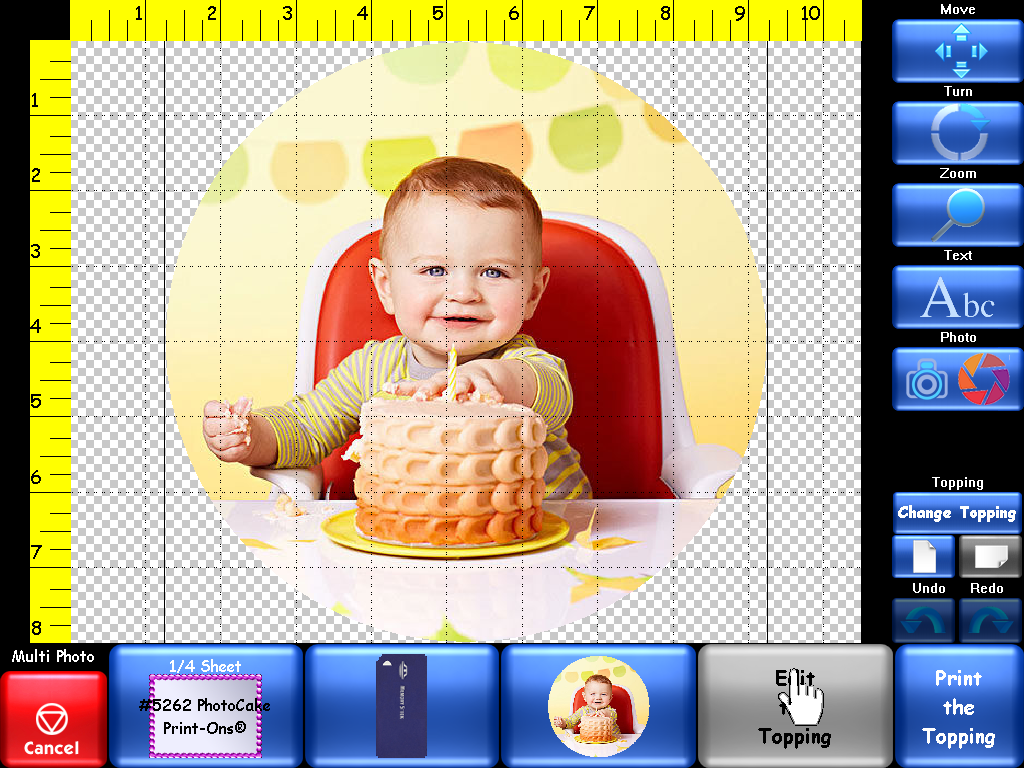 1 2 3 4 5 6 7 8 9 10
1
2
3
4
5
6
7
8
Move
Turn
Zoom
Text
Abc
Photo
Topping
Change Topping
Undo Redo
Multi Photo
Cancel
1/4 Sheet
#5262 PhotoCake
Print-Ons®
Edit
Topping
Print
the
Topping